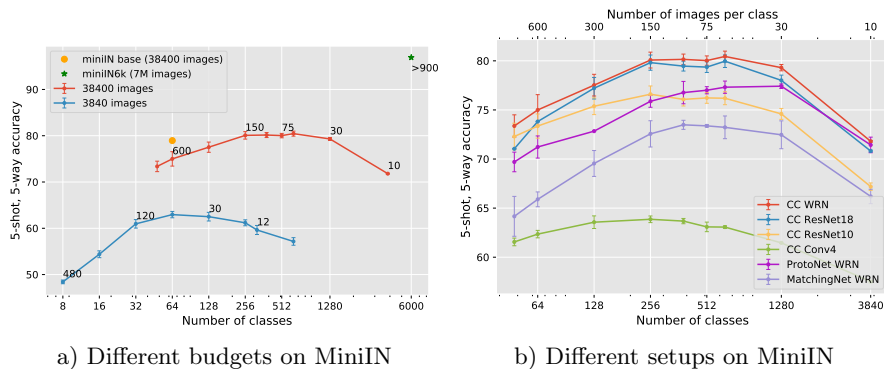 miniIN base (38400 images)
miniIN6k (7M images)
38400 images
3840 images
>900
600
150
75
30
10
480
120
30
12
5-shot, 5-way accuracy
90
80
70
60
50
8 16 32 64 128 256 512 1280 6000
Number of classes
a) Different budgets on MiniIN
Number of images per class
600 300 150 75 30 10
5-shot, 5-way accuracy
80
75
70
65
60
CC WRN
CC ResNet18
CC ResNet10
CC Conv4
ProtoNet WRN
MatchingNet WRN
64 128 256 512 1280 3840
Number of classes
b) Different setups on MiniIN